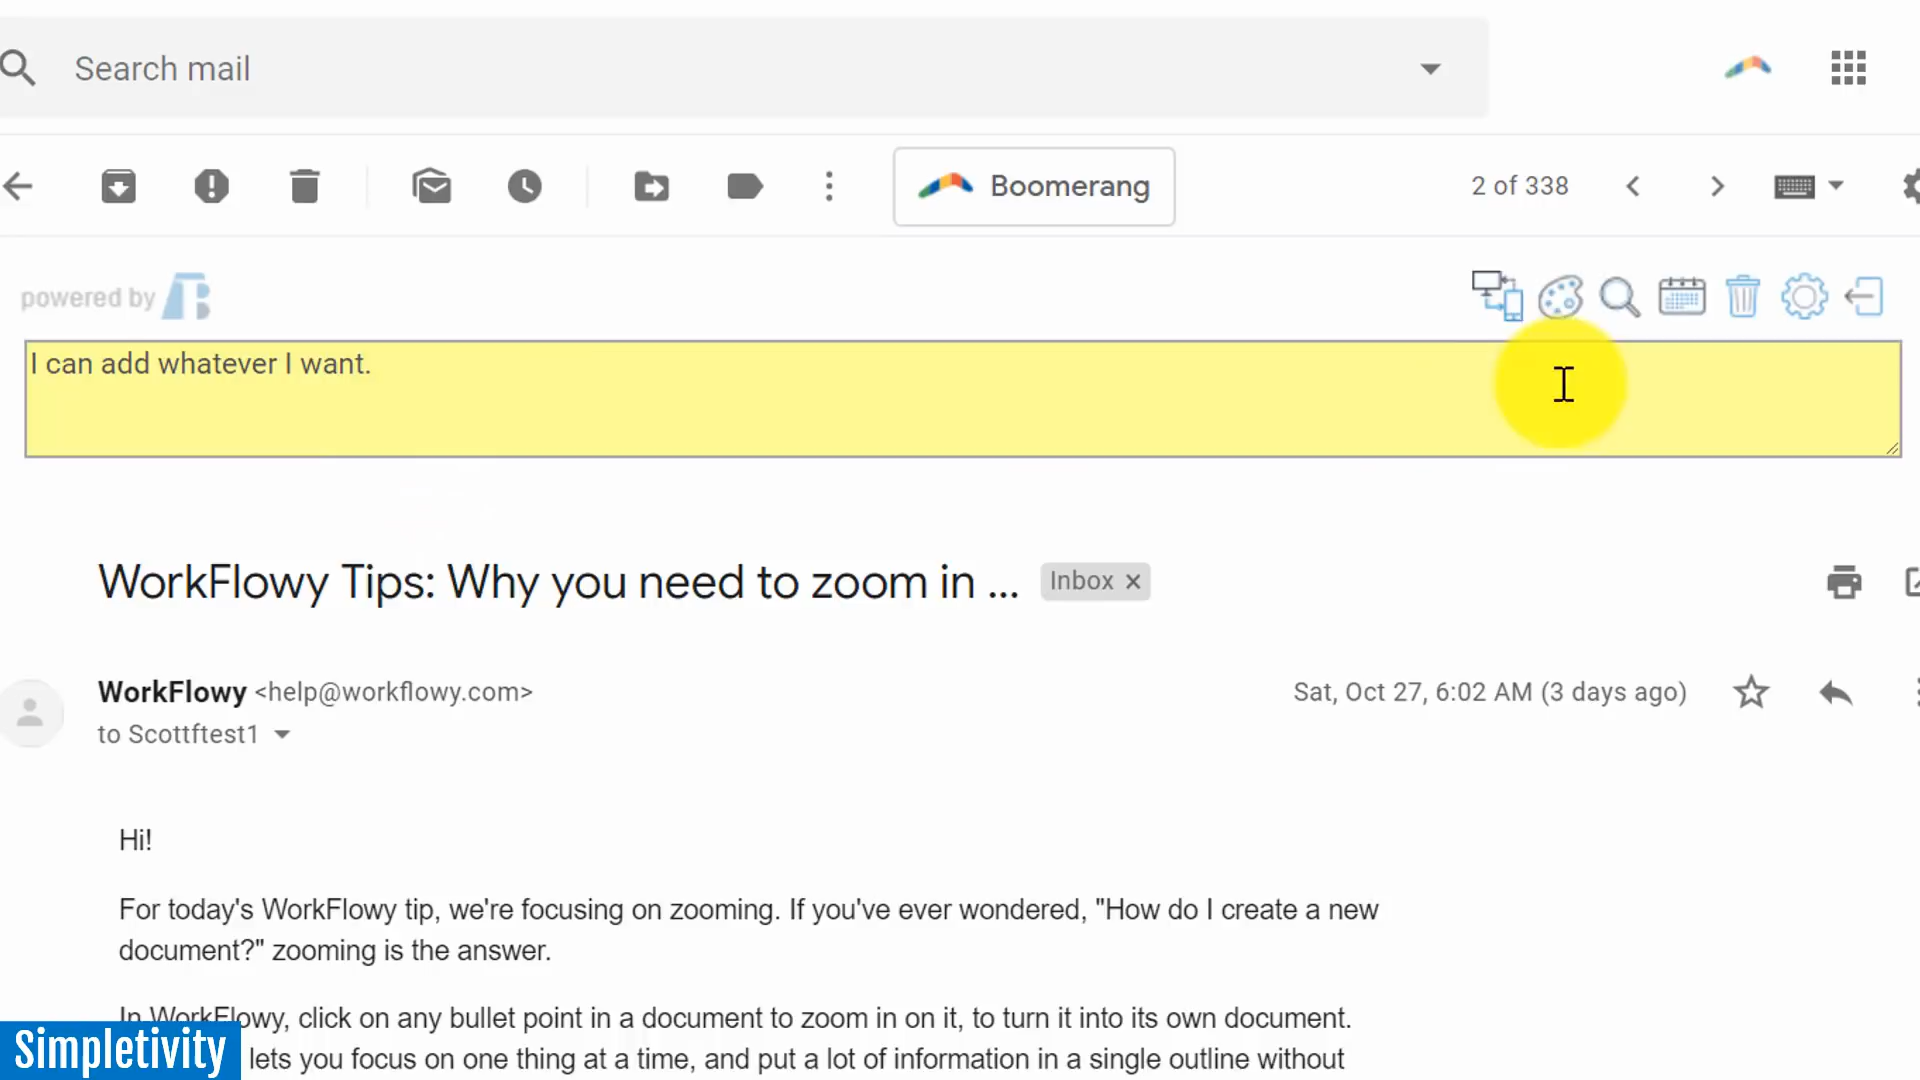 Search mail
Boomerang
2 of 338
powered by
I can add whatever I want.
WorkFlowy Tips: Why you need to zoom in ...
Inbox
WorkFlowy <help@workflowy.com>
Sat, Oct 27, 6:02 AM (3 days ago)
to Scottftest1
Hi!
For today's WorkFlowy tip, we're focusing on zooming. If you've ever wondered, "How do I create a new
document?" zooming is the answer.
In WorkFlowy, click on any bullet point in a document to zoom in on it, to turn it into its own document.
lets you focus on one thing at a time, and put a lot of information in a single outline without
Simpletivity